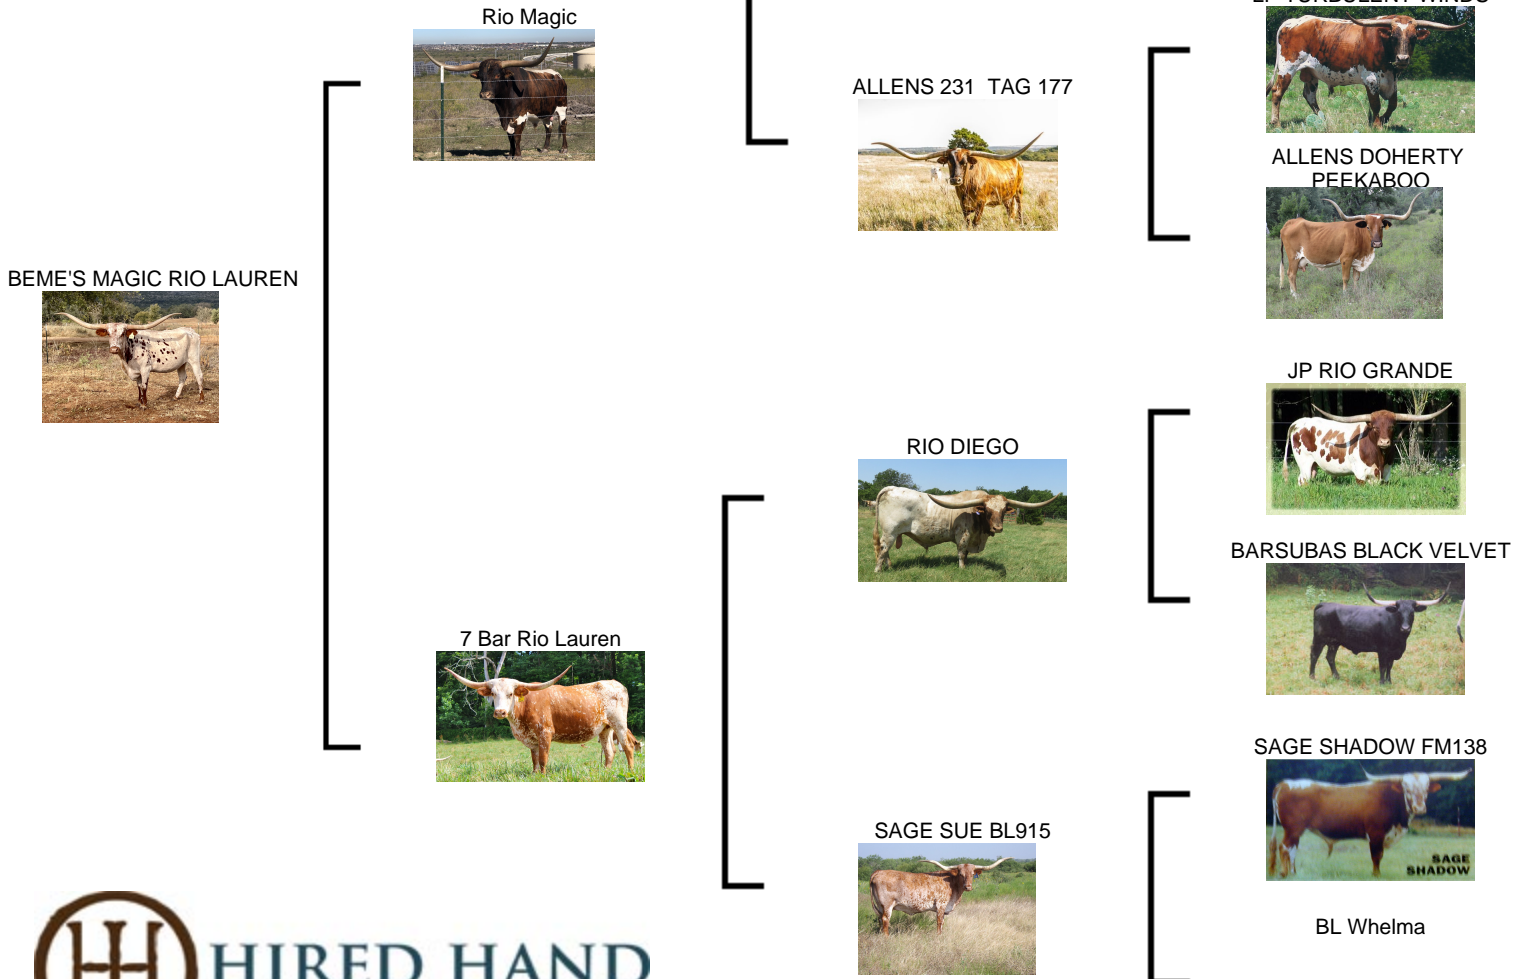 Rio Magic
ALLENS 231 TAG 177
ALLENS DOHERTY
PEEKABOO
BEME'S MAGIC RIO LAUREN
JP RIO GRANDE
RIO DIEGO
BARSUBAS BLACK VELVET
7 Bar Rio Lauren
SAGE SHADOW FM138
SAGE SUE BL915
SAGE
SHADOW
BL Whelma
HIRED HAND